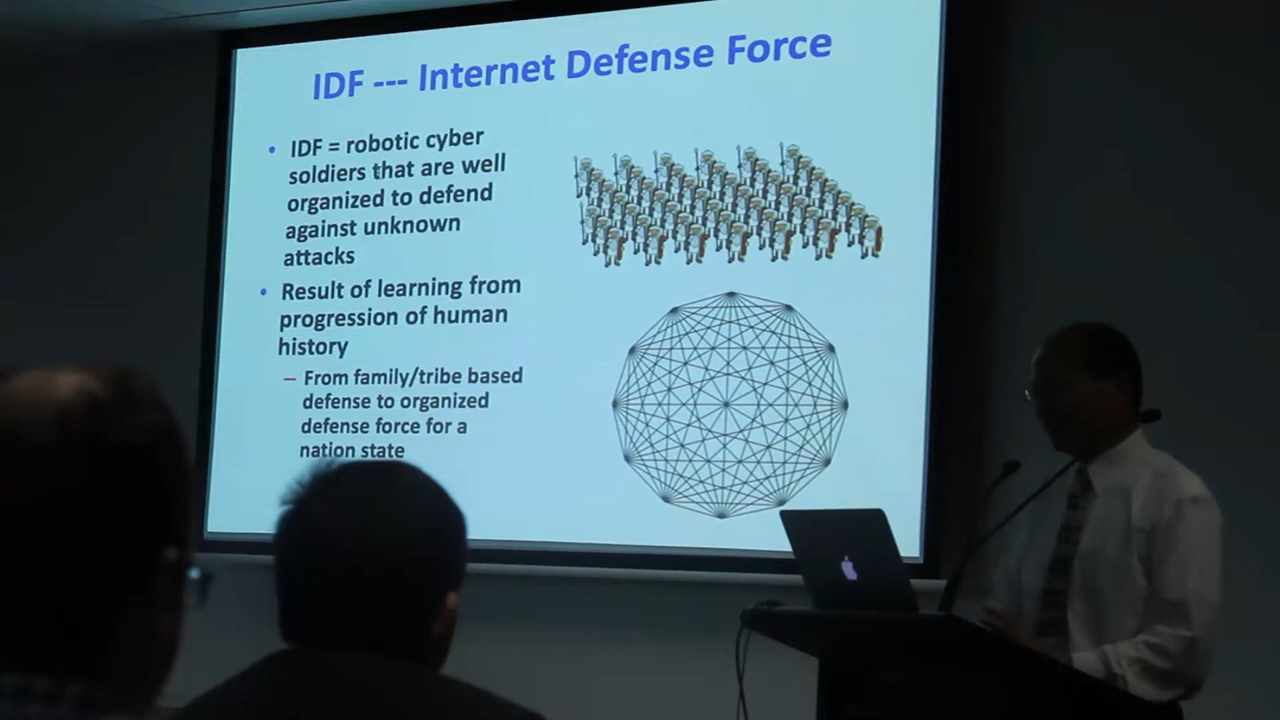 IDF --- Internet Defense Force
• IDF = robotic cyber
soldiers that are well
organized to defend
against unknown
attacks
• Result of learning from
progression of human
history
– From family/tribe based
defense to organized
defense force for a
nation state